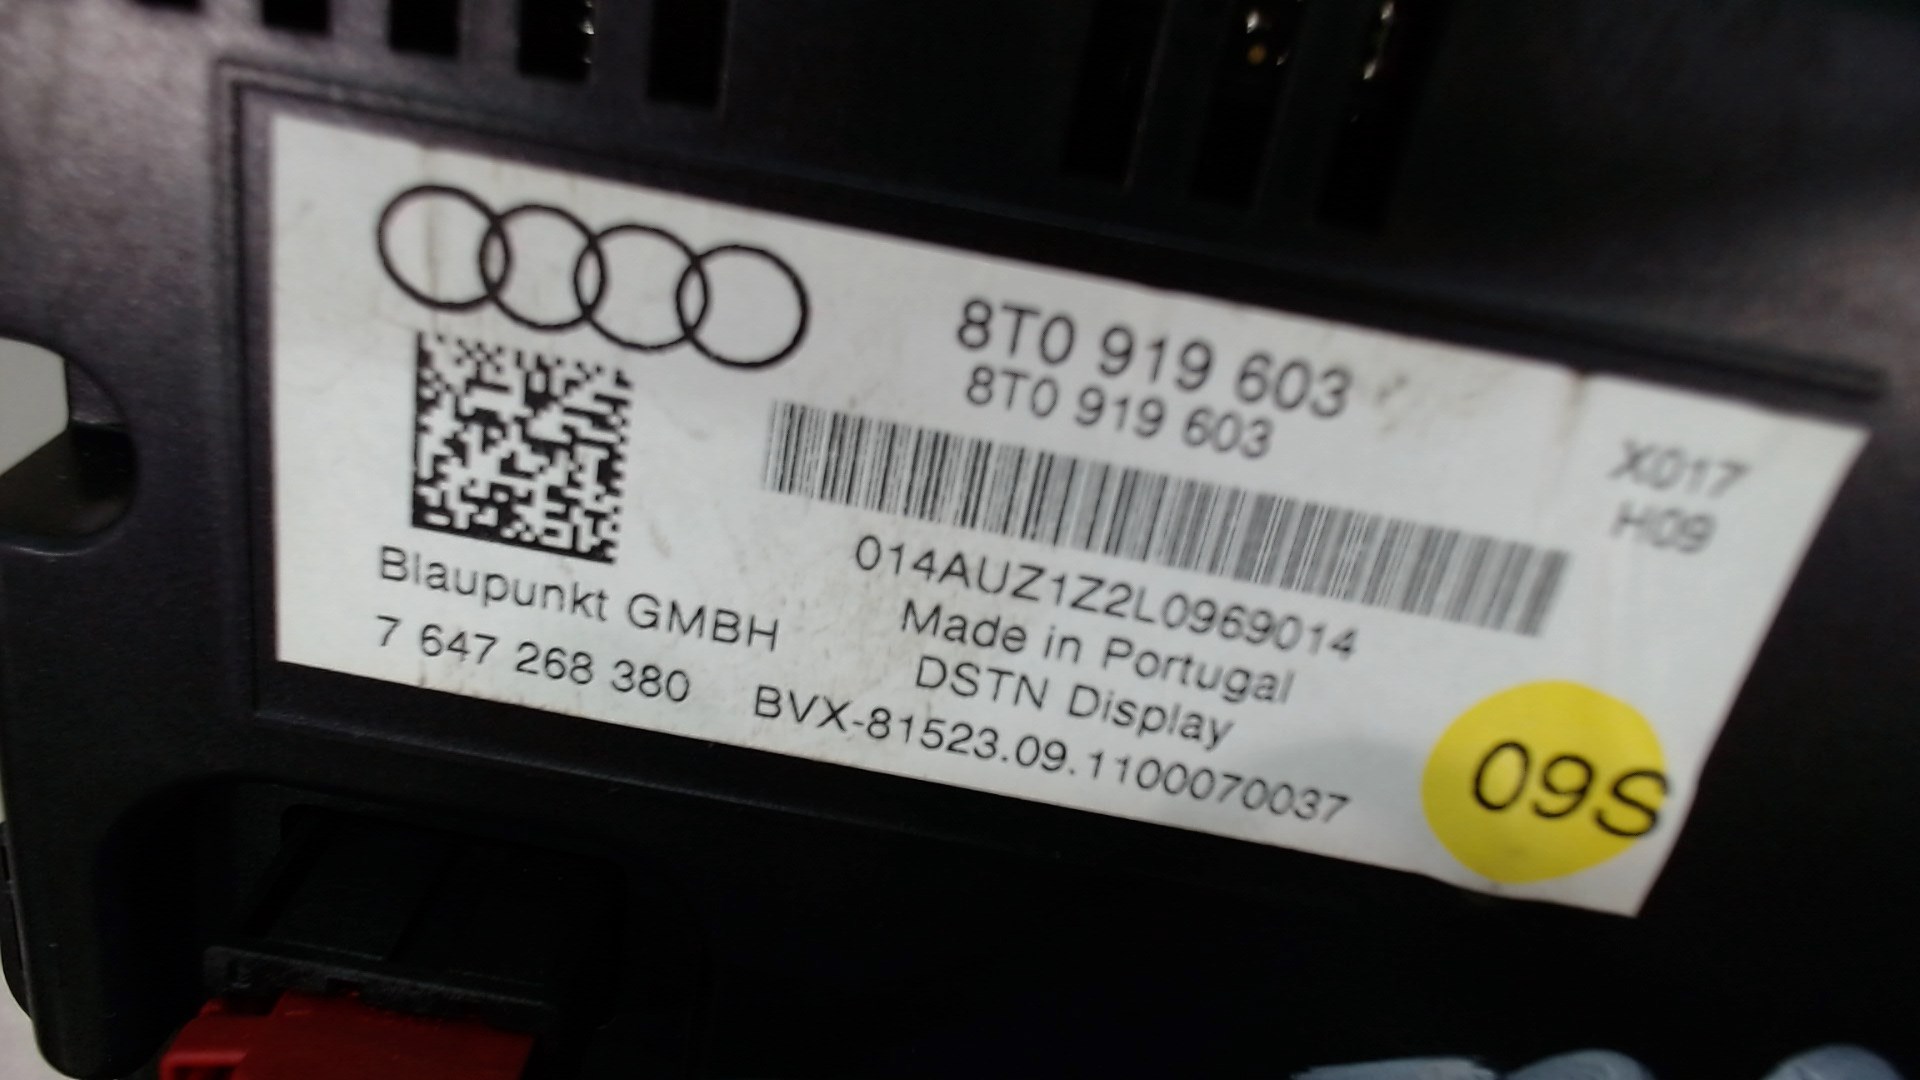 8T0 919 603
8T0 919 603
X017
H09
014AUZ1Z2L0969014
Made in Portugal
DSTN Display
Blaupunkt GMBH
7 647 268 380
BVX-81523.09.1100070037
09S